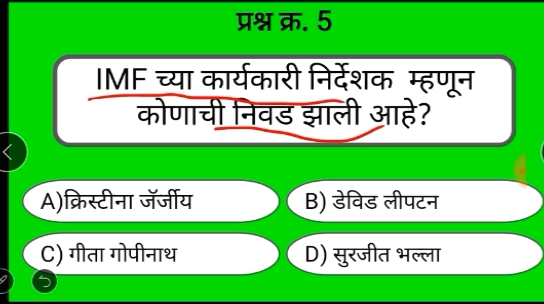 प्रश्न क्र. 5
IMF च्या कार्यकारी निर्देशक म्हणून
कोणाची निवड झाली आहे?
A)क्रिस्टीना जॅर्जीय
B) डेविड लीपटन
C) गीता गोपीनाथ
D) सुरजीत भल्ला